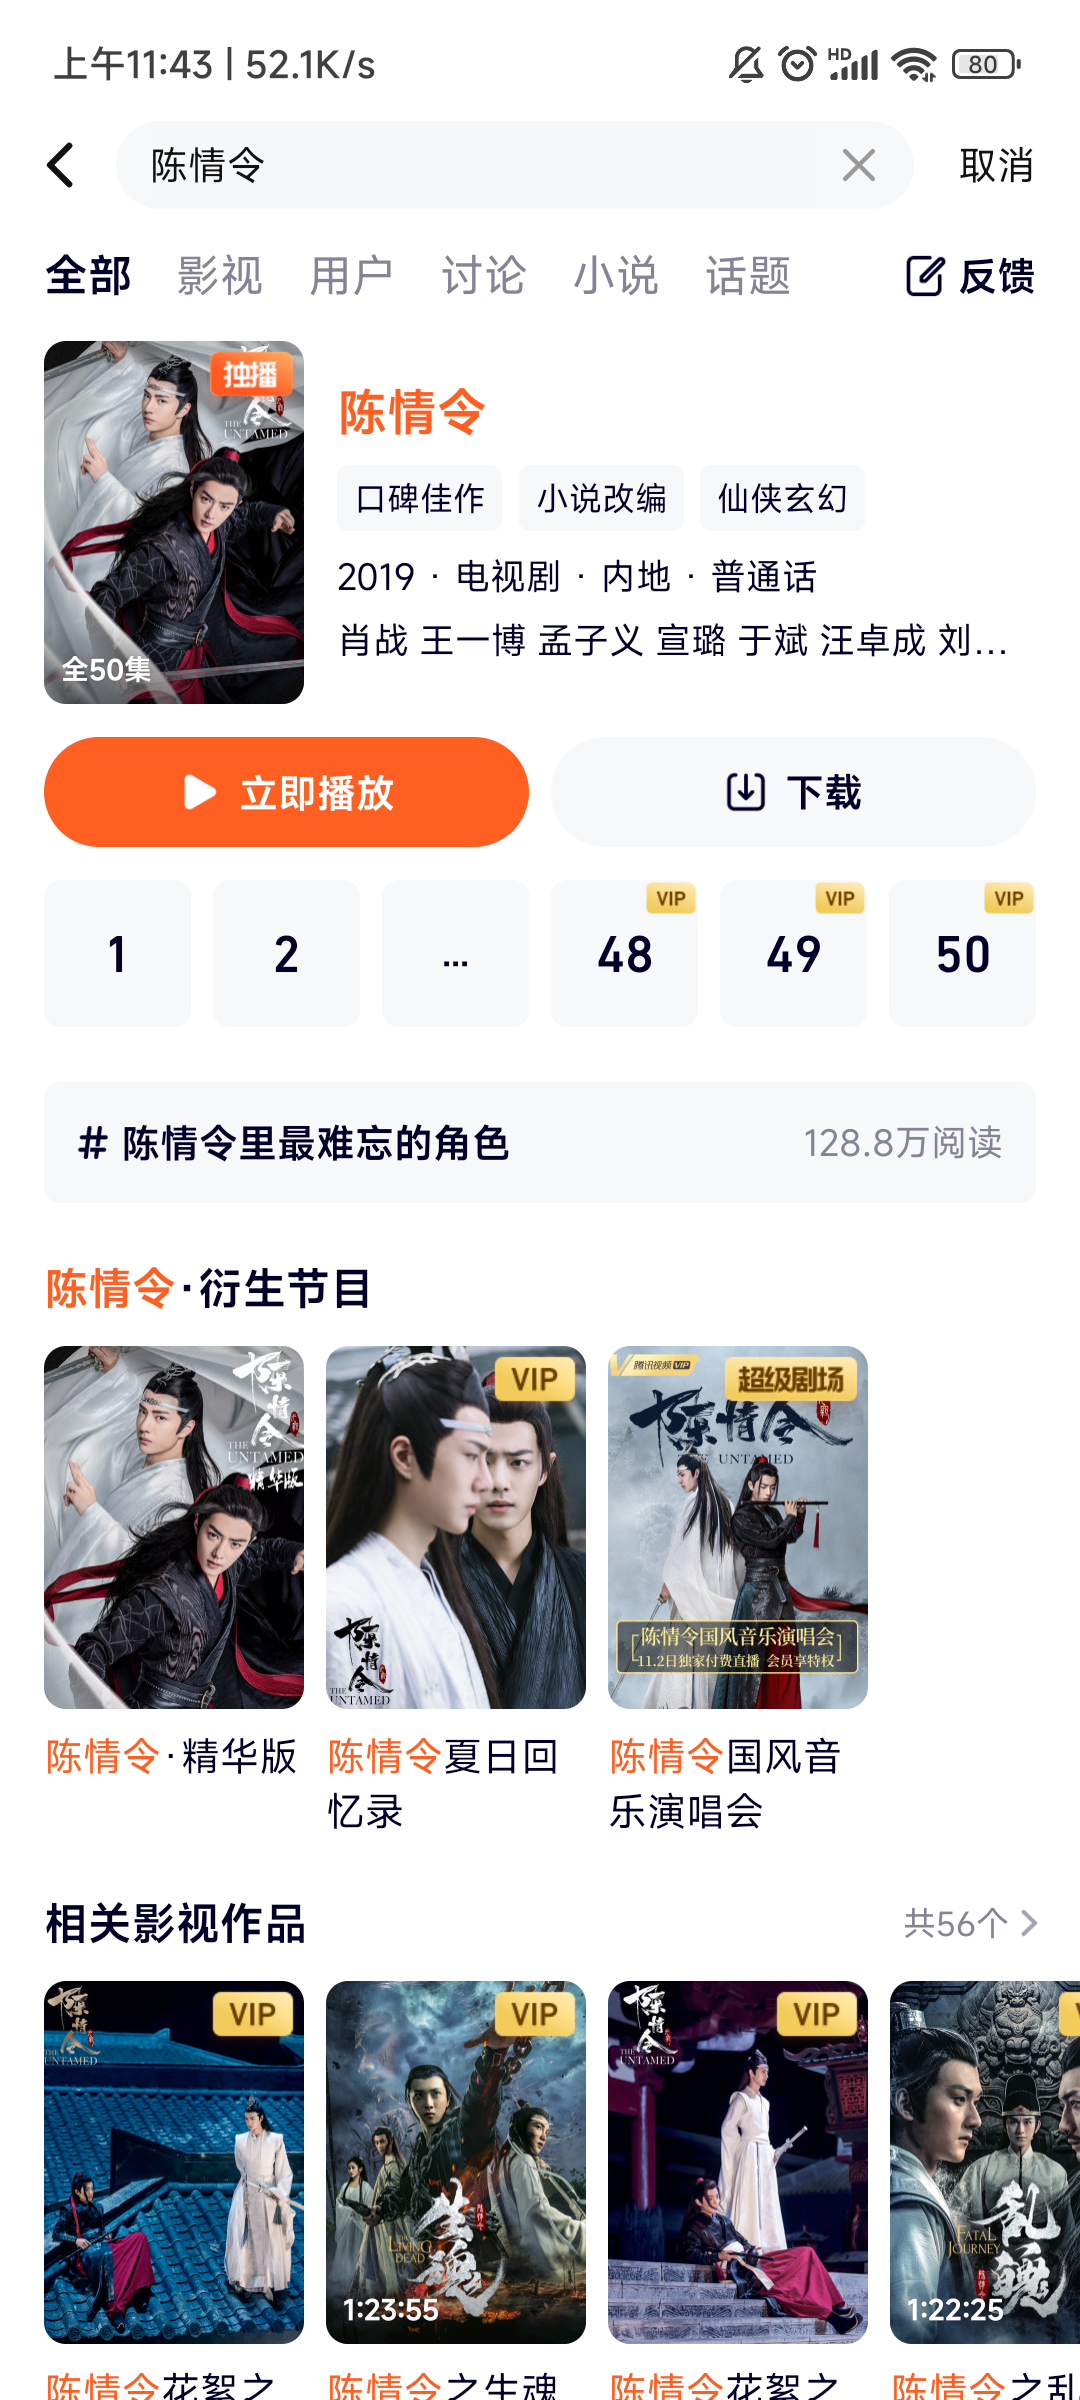 上午11:43 | 52.1K/s
HD
80
陈情令
取消
全部 影视 用户 讨论 小说 话题 反馈
独播
THE
UNTAMED
全50集
陈情令
口碑佳作 小说改编 仙侠玄幻
2019 · 电视剧 · 内地 · 普通话
肖战 王一博 孟子义 宣璐 于斌 汪卓成 刘...
立即播放
下载
1 2 ... 48 49 50
VIP VIP VIP
# 陈情令里最难忘的角色
128.8万阅读
陈情令·衍生节目
陈情令
THE
UNTAMED
精华版
VIP
陈情令
THE
UNTAMED
腾讯视频 VIP
超级剧场
陈情令
THE UNTAMED
陈情令国风音乐演唱会
11.2日独家付费直播 会员享特权
陈情令·精华版
陈情令夏日回
忆录
陈情令国风音
乐演唱会
相关影视作品
共56个
陈情令
THE
UNTAMED
VIP
VIP
生魂
THE
LIVING
DEAD
1:23:55
陈情令
THE
UNTAMED
VIP
乱魄
FATAL
JOURNEY
1:22:25
陈情令花絮之
陈情令之生魂
陈情令花絮之
陈情令之乱